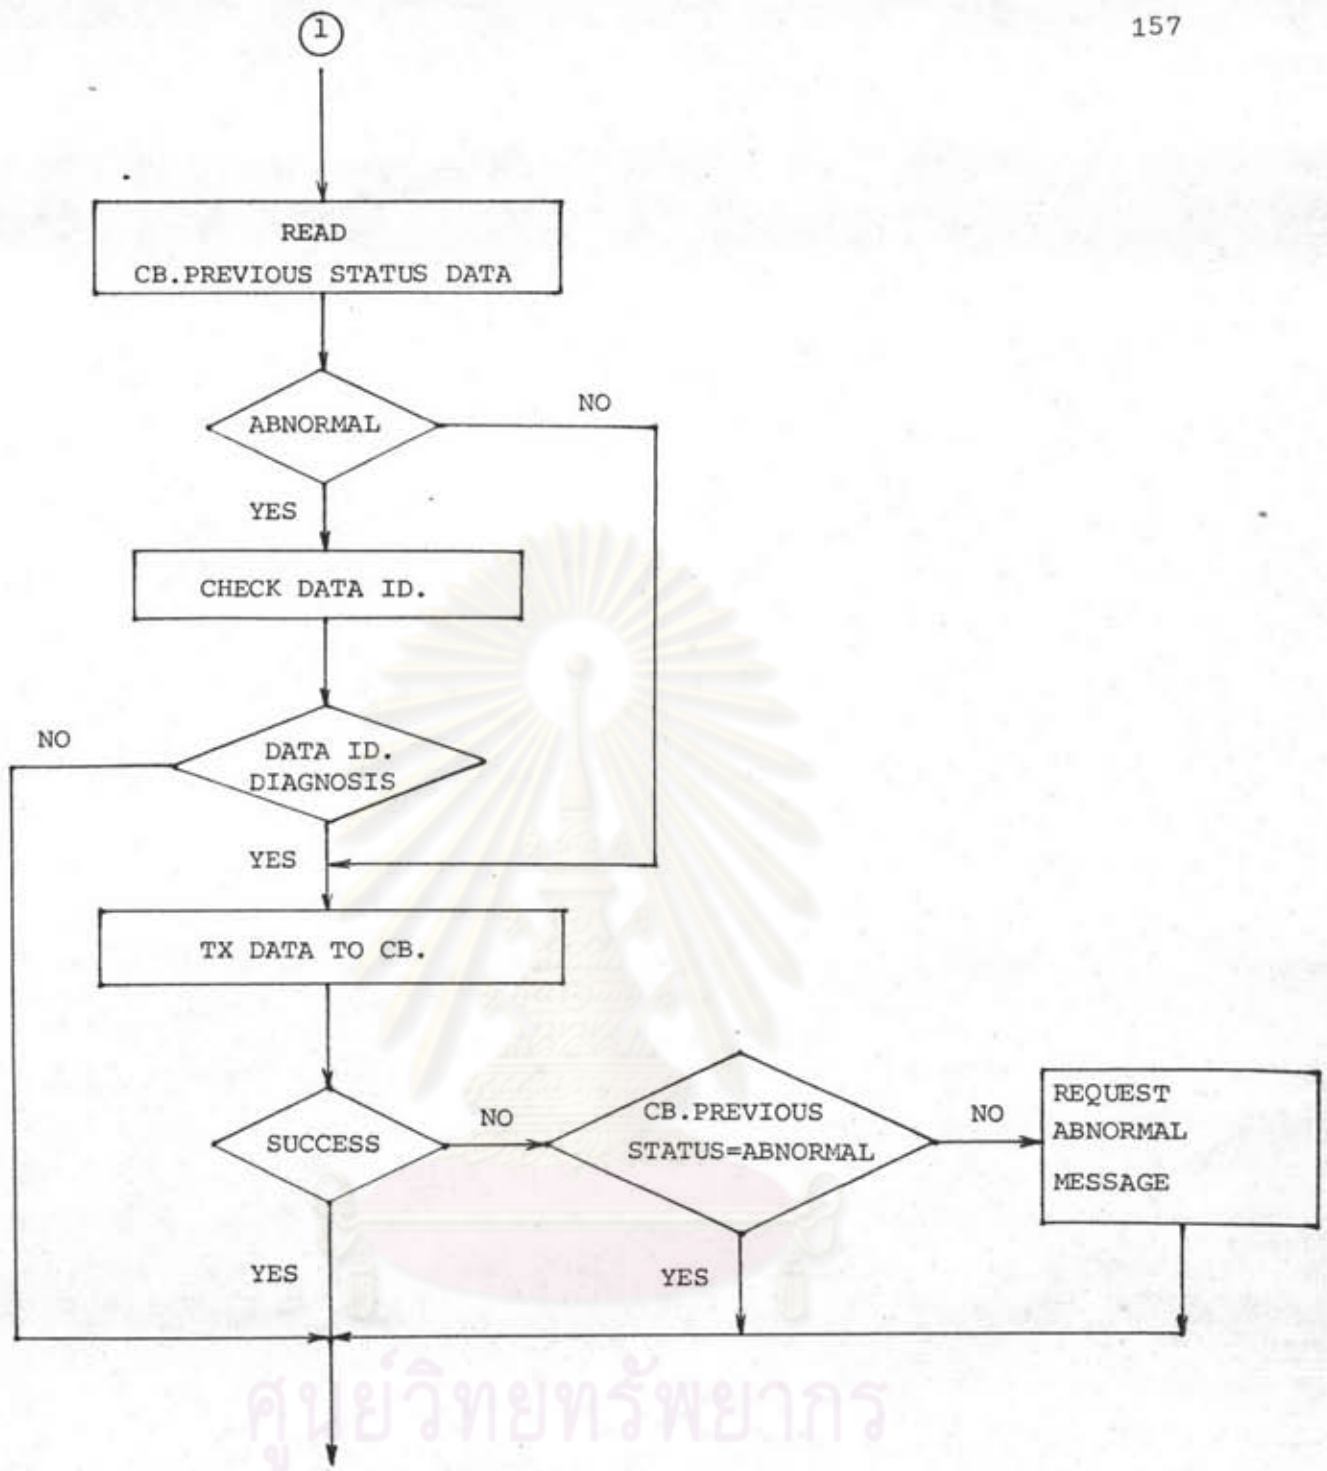 1
157
READ
CB.PREVIOUS STATUS DATA
ABNORMAL
NO
YES
CHECK DATA ID.
NO
DATA ID.
DIAGNOSIS
YES
TX DATA TO CB.
SUCCESS
NO
CB.PREVIOUS
STATUS=ABNORMAL
NO
REQUEST
ABNORMAL
MESSAGE
YES
YES
ศูนย์วิทยทรัพยากร